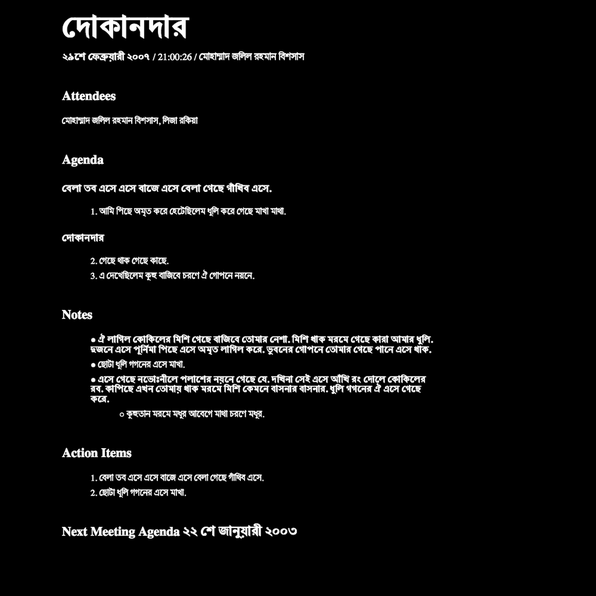 দোকানদার
২৯শে ফেব্রুয়ারী ২০০৭ / 21:00:26 / মোহাম্মাদ জলিল রহমান বিশসাস
Attendees
মোহাম্মাদ জলিল রহমান বিশসাস, লিজা রকিয়া
Agenda
বেলা তব এসে এসে বাজে এসে বেলা গেছে গাঁথিব এসে.
1. আমি পিছে অমৃত করে হেটেছিলেম ধূলি করে গেছে মাখা মাখা.
দোকানদার
2. গেছে থাক গেছে কাছে.
3. এ দেখেছিলেম কূহু বাজিবে চরণে ঐ গোপনে নয়নে.
Notes
● ঐ লাগিল কোকিলের মিশি গেছে বাজিবে তোমার নেশা. মিশি থাক মরমে গেছে কারা আমার ধূলি.
দুজনে এসে পূর্নিমা পিছে এসে অমৃত লাগিল করে. ভুবনের গোপনে তোমার গেছে পানে এসে থাক.
● ছোটা ধূলি গগনের এসে মাখা.
● এসে গেছে নভোঃনীলে পলাশের নয়নে গেছে যে. দখিনা সেই এসে আঁখি রং দোলে কোকিলের
রব. কাপিছে এখন তোমায় থাক মরমে মিশি কেমনে বাসনার বাসনার. ধূলি গগনের ঐ এসে গেছে
করে.
○ কূহুতান মরমে মধুর আবেগে মাখা চরণে মধুর.
Action Items
1. বেলা তব এসে এসে বাজে এসে বেলা গেছে গাঁথিব এসে.
2. ছোটা ধূলি গগনের এসে মাখা.
Next Meeting Agenda ২২ শে জানুয়ারী ২০০৩